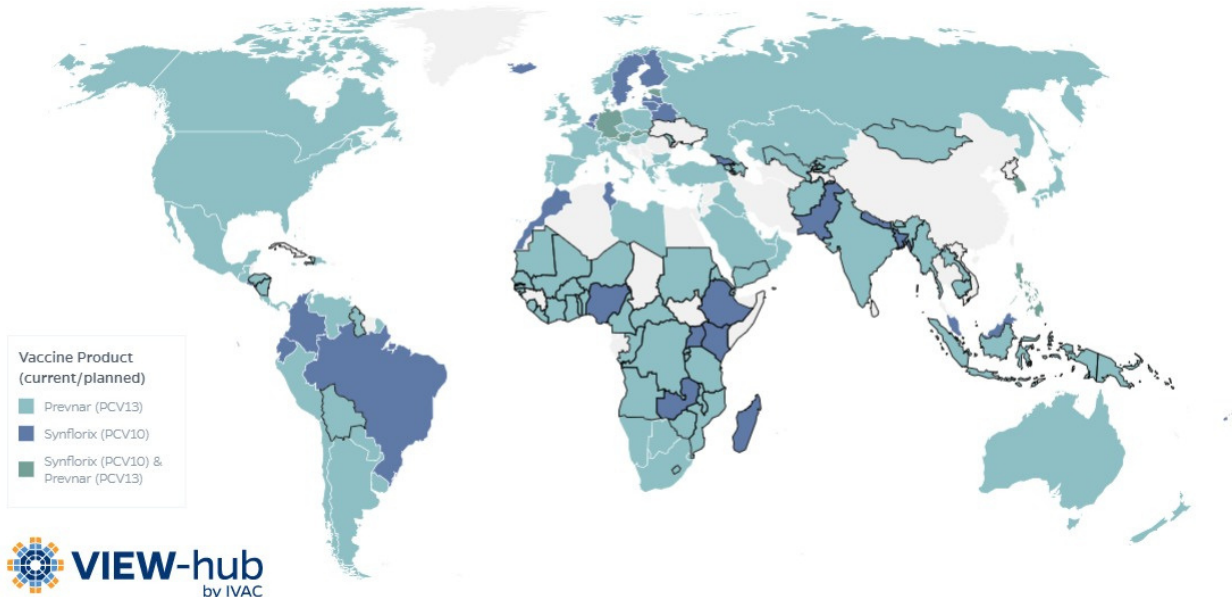 Vaccine Product
(current/planned)
Prevnar (PCV13)
Synflorix (PCV10)
Synflorix (PCV10) &
Prevnar (PCV13)
VIEW-hub
by IVAC